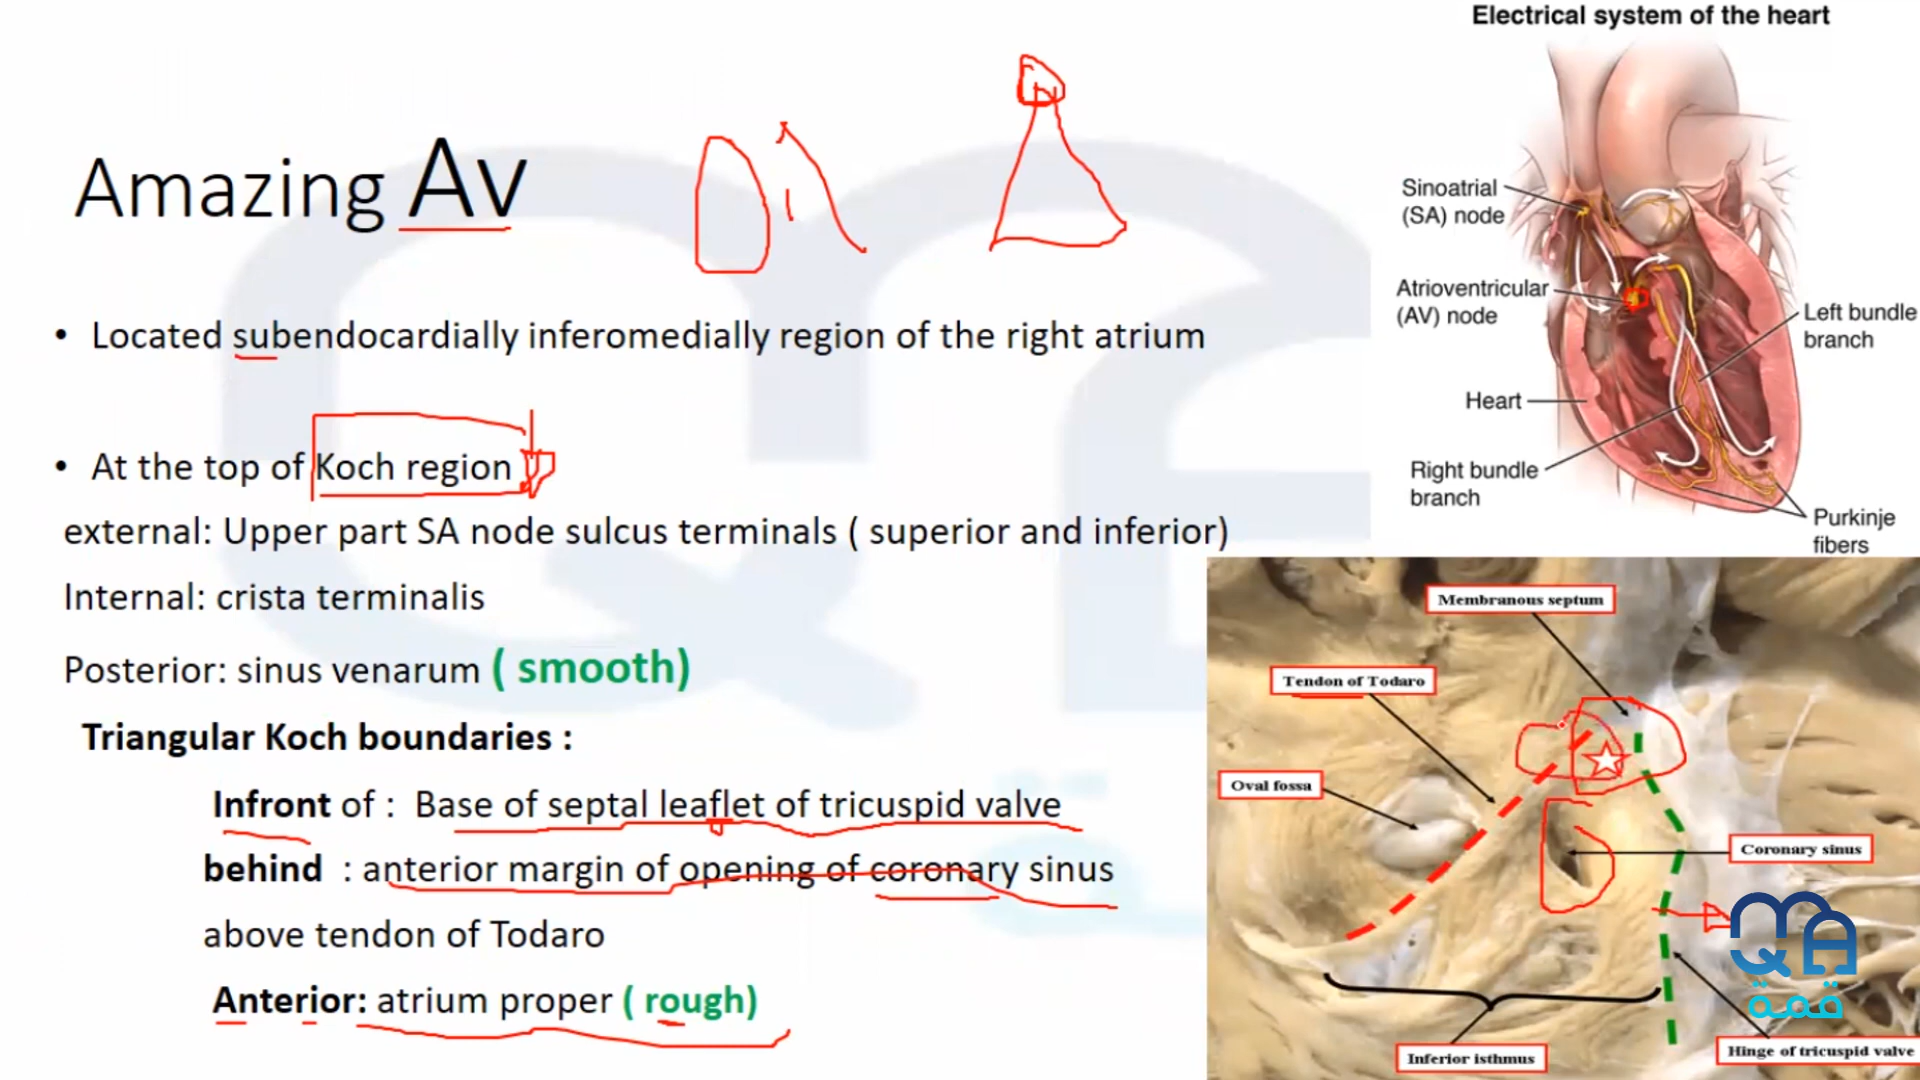 Electrical system of the heart
Amazing Av
Sinoatrial
(SA) node
Atrioventricular
(AV) node
Left bundle
branch
Heart
Right bundle
branch
Purkinje
fibers
• Located subendocardially inferomedially region of the right atrium
• At the top of Koch region
external: Upper part SA node sulcus terminals ( superior and inferior)
Internal: crista terminalis
Posterior: sinus venarum ( smooth)
Triangular Koch boundaries :
Infront of : Base of septal leaflet of tricuspid valve
behind : anterior margin of opening of coronary sinus
above tendon of Todaro
Anterior: atrium proper ( rough)
Membranous septum
Tendon of Todaro
Oval fossa
Coronary sinus
Inferior isthmus
Hinge of tricuspid valve
قمة